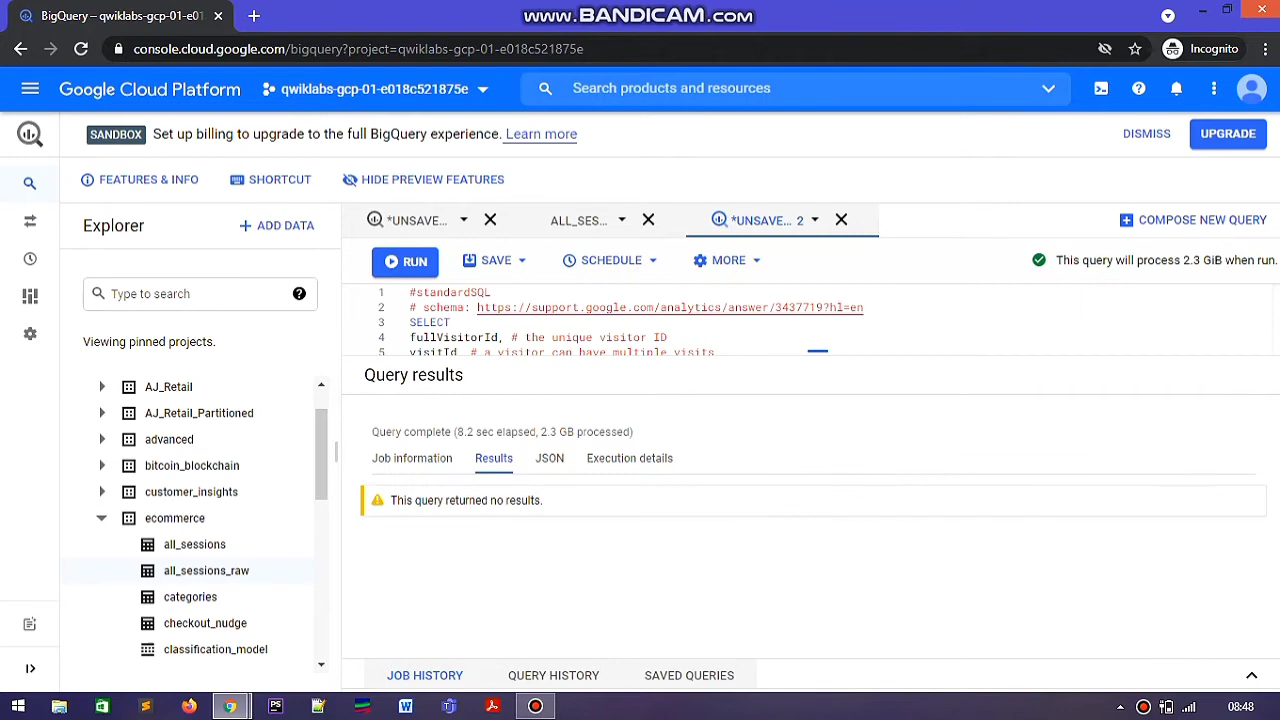 BigQuery – qwiklabs-gcp-01-e01
www.BANDICAM.com
console.cloud.google.com/bigquery?project=qwiklabs-gcp-01-e018c521875e
Incognito
Google Cloud Platform
qwiklabs-gcp-01-e018c521875e
Search products and resources
SANDBOX Set up billing to upgrade to the full BigQuery experience. Learn more
DISMISS
UPGRADE
FEATURES & INFO
SHORTCUT
HIDE PREVIEW FEATURES
Explorer
+ ADD DATA
*UNSAVE...
ALL_SES...
*UNSAVE... 2
COMPOSE NEW QUERY
RUN
SAVE
SCHEDULE
MORE
This query will process 2.3 GiB when run.
Type to search
Viewing pinned projects.
AJ_Retail
AJ_Retail_Partitioned
advanced
bitcoin_blockchain
customer_insights
ecommerce
all_sessions
all_sessions_raw
categories
checkout_nudge
classification_model
1 #standardSQL
2 # schema: https://support.google.com/analytics/answer/3437719?hl=en
3 SELECT
4 fullVisitorId, # the unique visitor ID
5 visitId, # a visitor can have multiple visits
Query results
Query complete (8.2 sec elapsed, 2.3 GB processed)
Job information
Results
JSON
Execution details
This query returned no results.
JOB HISTORY
QUERY HISTORY
SAVED QUERIES
08:48